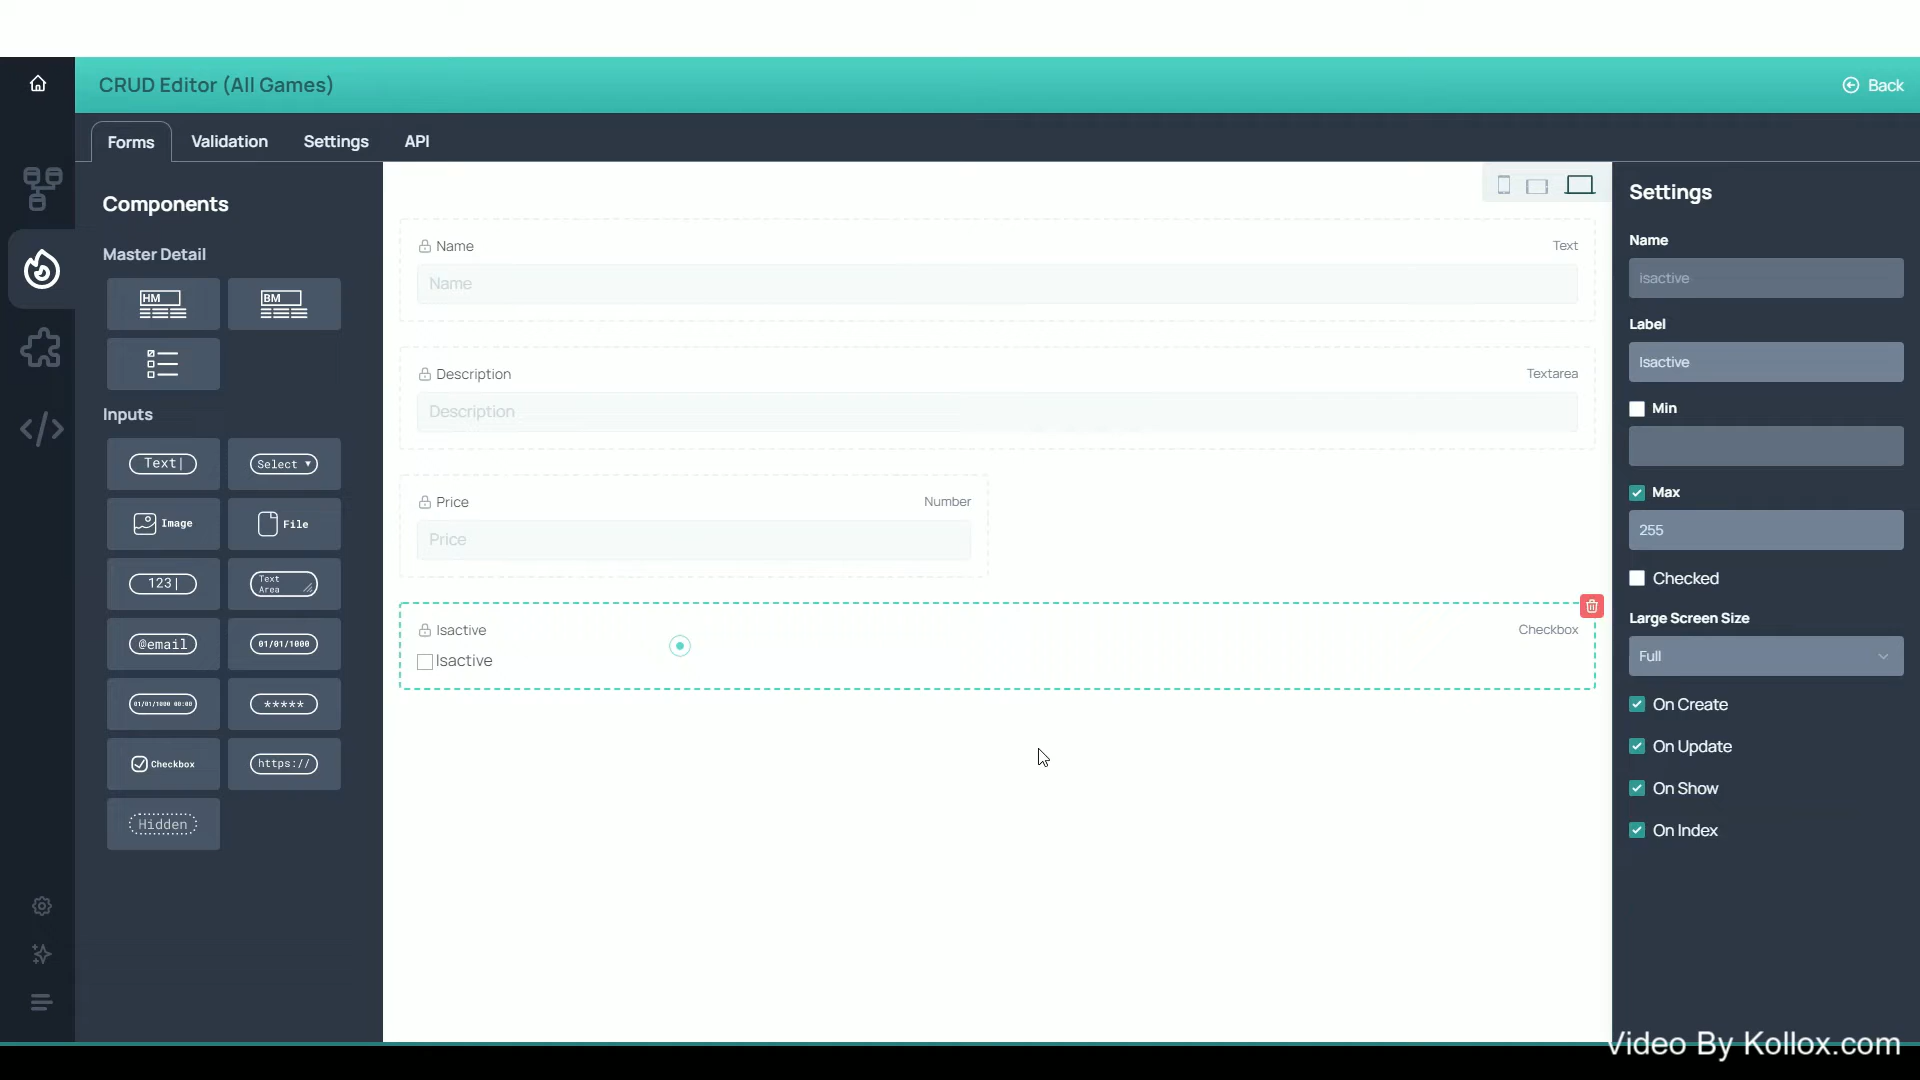 CRUD Editor (All Games)
Back
Forms
Validation
Settings
API
Components
Master Detail
HM
BM
Inputs
Text|
Select
Image
File
123|
Text
Area
@email
01/01/1000
01/01/1000 00:00
*****
Checkbox
https://
Hidden
Name
Text
Name
Description
Textarea
Description
Price
Number
Price
Isactive
Checkbox
Isactive
Settings
Name
isactive
Label
Isactive
Min
Max
255
Checked
Large Screen Size
Full
On Create
On Update
On Show
On Index
Video By Kollox.com